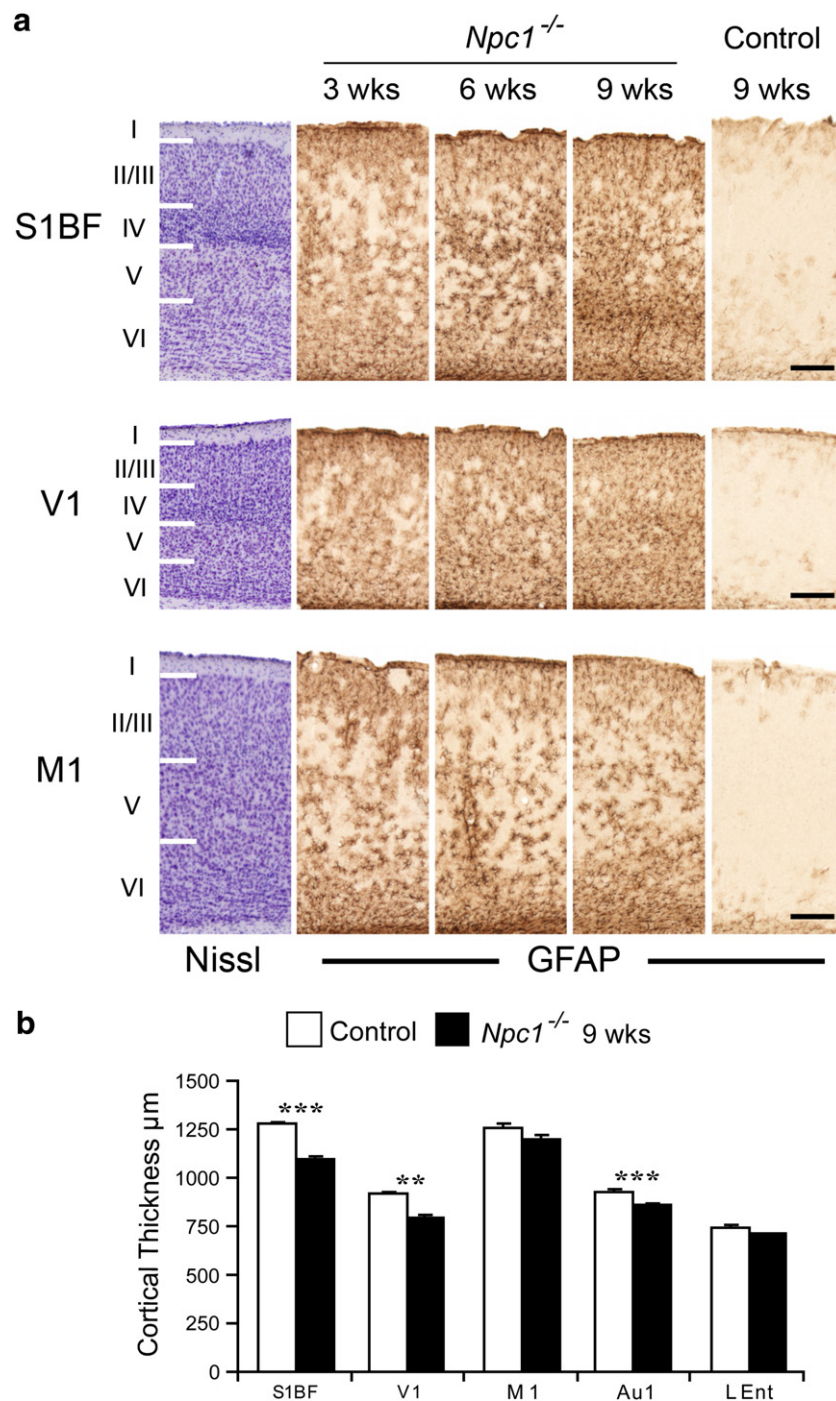 a
Npc1 -/- Control
3 wks 6 wks 9 wks 9 wks
S1BF
I
II/III
IV
V
VI
V1
I
II/III
IV
V
VI
M1
I
II/III
V
VI
Nissl GFAP
b
Control Npc1 -/- 9 wks
Cortical Thickness µm
1500
1250
1000
750
500
250
0
***
**
***
S1BF V1 M1 Au1 LEnt